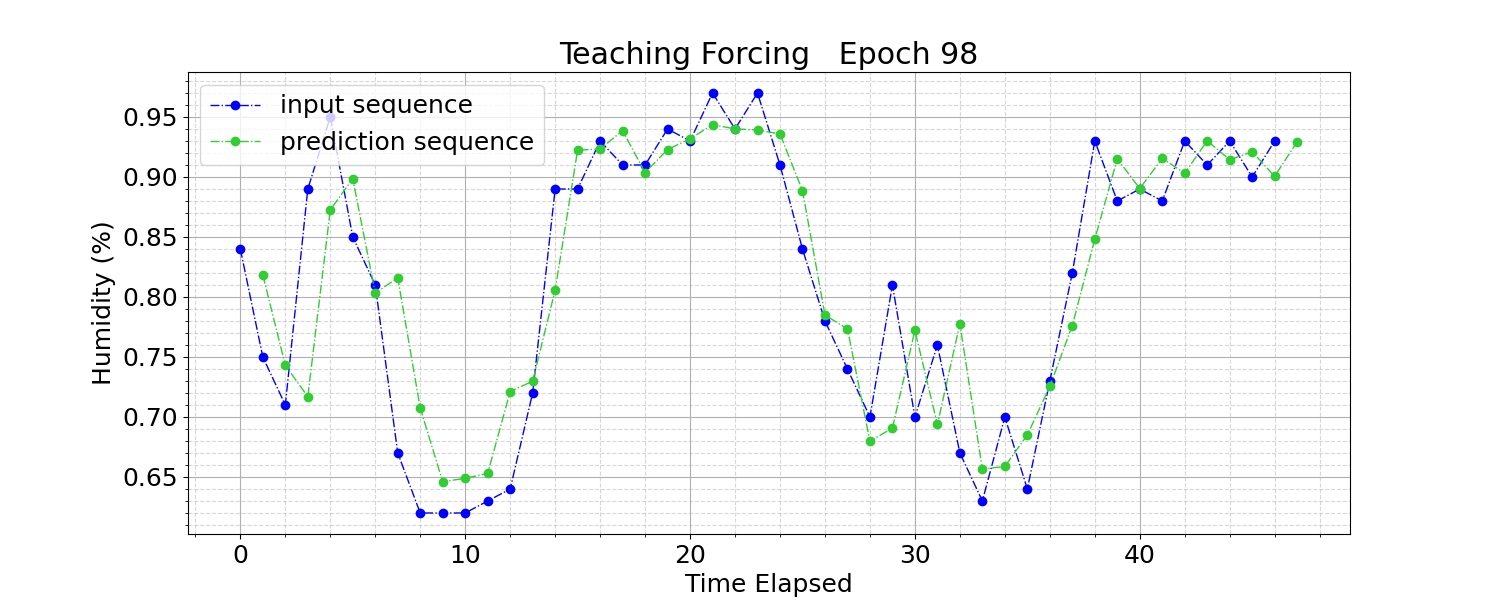 Teaching Forcing   Epoch 98
input sequence
prediction sequence
Humidity (%)
0.95
0.90
0.85
0.80
0.75
0.70
0.65
0 10 20 30 40
Time Elapsed